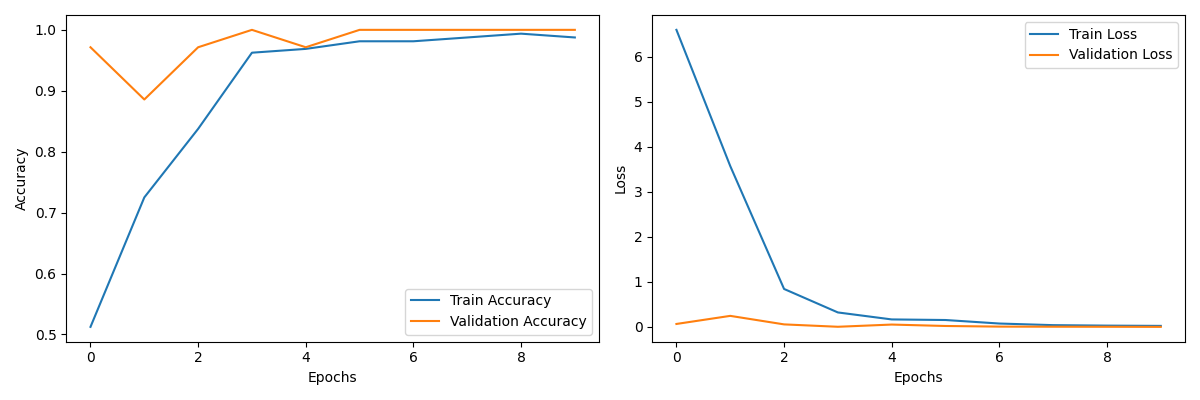 1.0
0.9
0.8
0.7
0.6
0.5
Accuracy
0 2 4 6 8
Epochs
Train Accuracy
Validation Accuracy
6
5
4
3
2
1
0
Loss
0 2 4 6 8
Epochs
Train Loss
Validation Loss